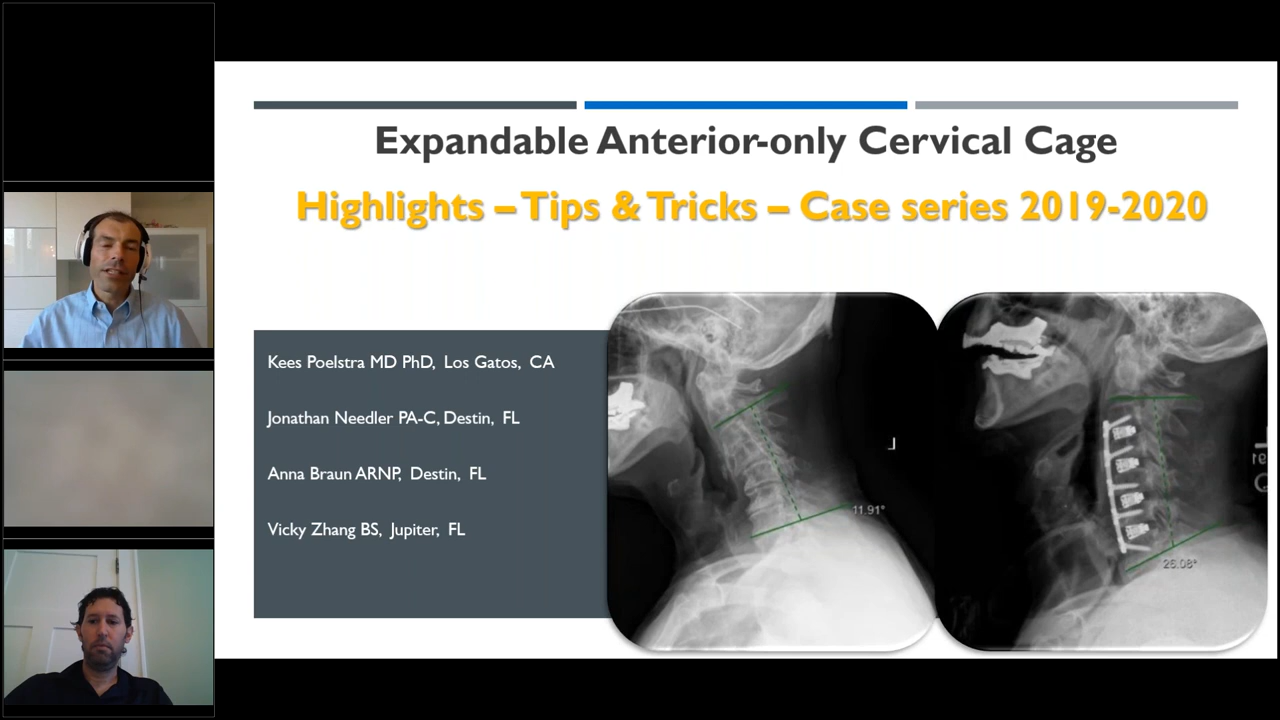 Expandable Anterior-only Cervical Cage
Highlights – Tips & Tricks – Case series 2019-2020
Kees Poelstra MD PhD, Los Gatos, CA
Jonathan Needler PA-C, Destin, FL
Anna Braun ARNP, Destin, FL
Vicky Zhang BS, Jupiter, FL
L
11.91°
26.08°